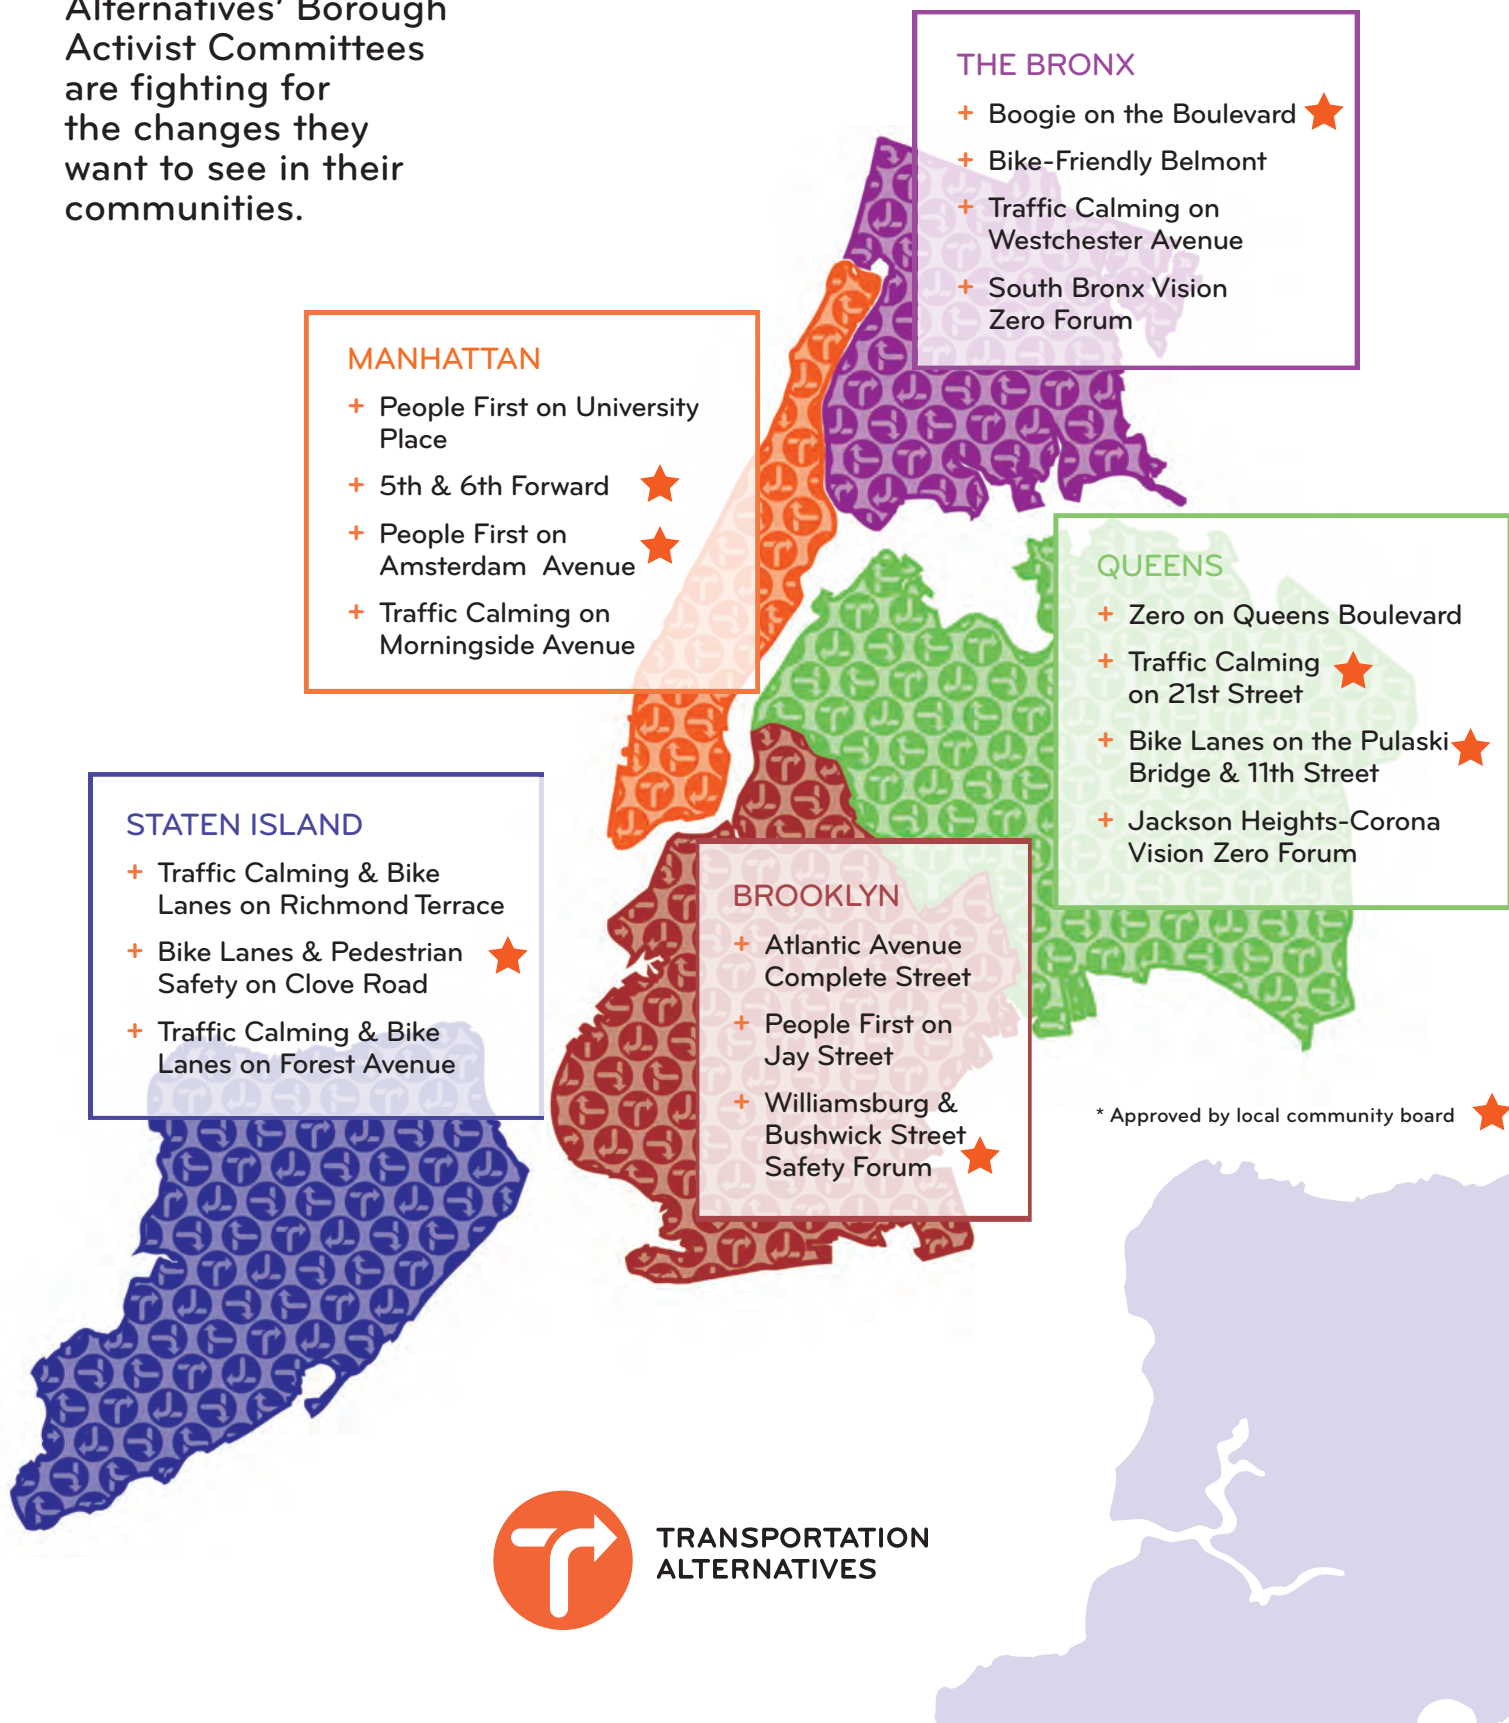 Alternatives' Borough
Activist Committees
are fighting for
the changes they
want to see in their
communities.
THE BRONX
+ Boogie on the Boulevard
+ Bike-Friendly Belmont
+ Traffic Calming on
Westchester Avenue
+ South Bronx Vision
Zero Forum
MANHATTAN
+ People First on University
Place
+ 5th & 6th Forward
+ People First on
Amsterdam Avenue
+ Traffic Calming on
Morningside Avenue
QUEENS
+ Zero on Queens Boulevard
+ Traffic Calming
on 21st Street
+ Bike Lanes on the Pulaski
Bridge & 11th Street
+ Jackson Heights-Corona
Vision Zero Forum
STATEN ISLAND
+ Traffic Calming & Bike
Lanes on Richmond Terrace
+ Bike Lanes & Pedestrian
Safety on Clove Road
+ Traffic Calming & Bike
Lanes on Forest Avenue
BROOKLYN
+ Atlantic Avenue
Complete Street
+ People First on
Jay Street
+ Williamsburg &
Bushwick Street
Safety Forum
* Approved by local community board
TRANSPORTATION
ALTERNATIVES